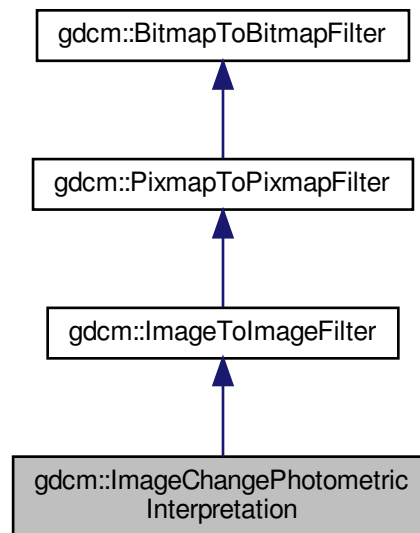 gdcm::BitmapToBitmapFilter
gdcm::PixmapToPixmapFilter
gdcm::ImageToImageFilter
gdcm::ImageChangePhotometric
Interpretation